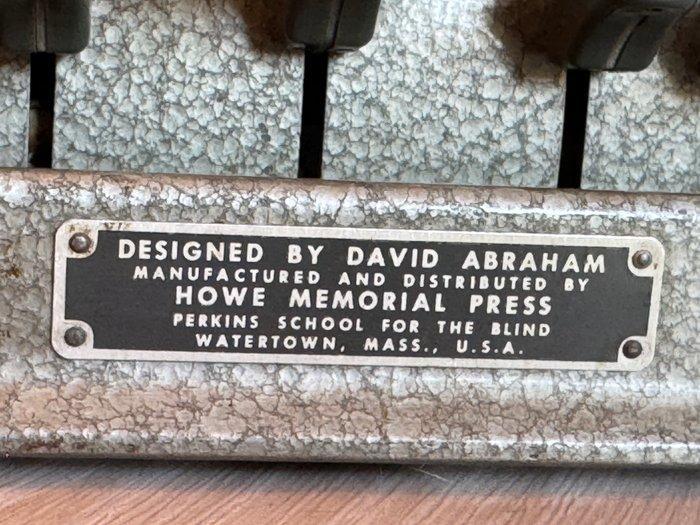 DESIGNED BY DAVID ABRAHAM
MANUFACTURED AND DISTRIBUTED BY
HOWE MEMORIAL PRESS
PERKINS SCHOOL FOR THE BLIND
WATERTOWN, MASS., U.S.A.